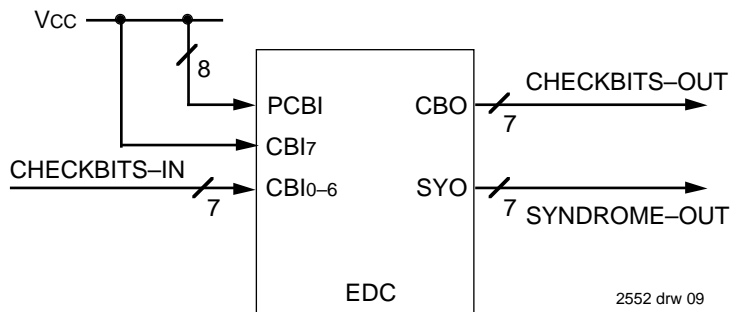 VCC
8
PCBI
CBO
CHECKBITS–OUT
7
CBI7
CHECKBITS–IN
7
CBI0–6
SYO
7
SYNDROME–OUT
EDC
2552 drw 09